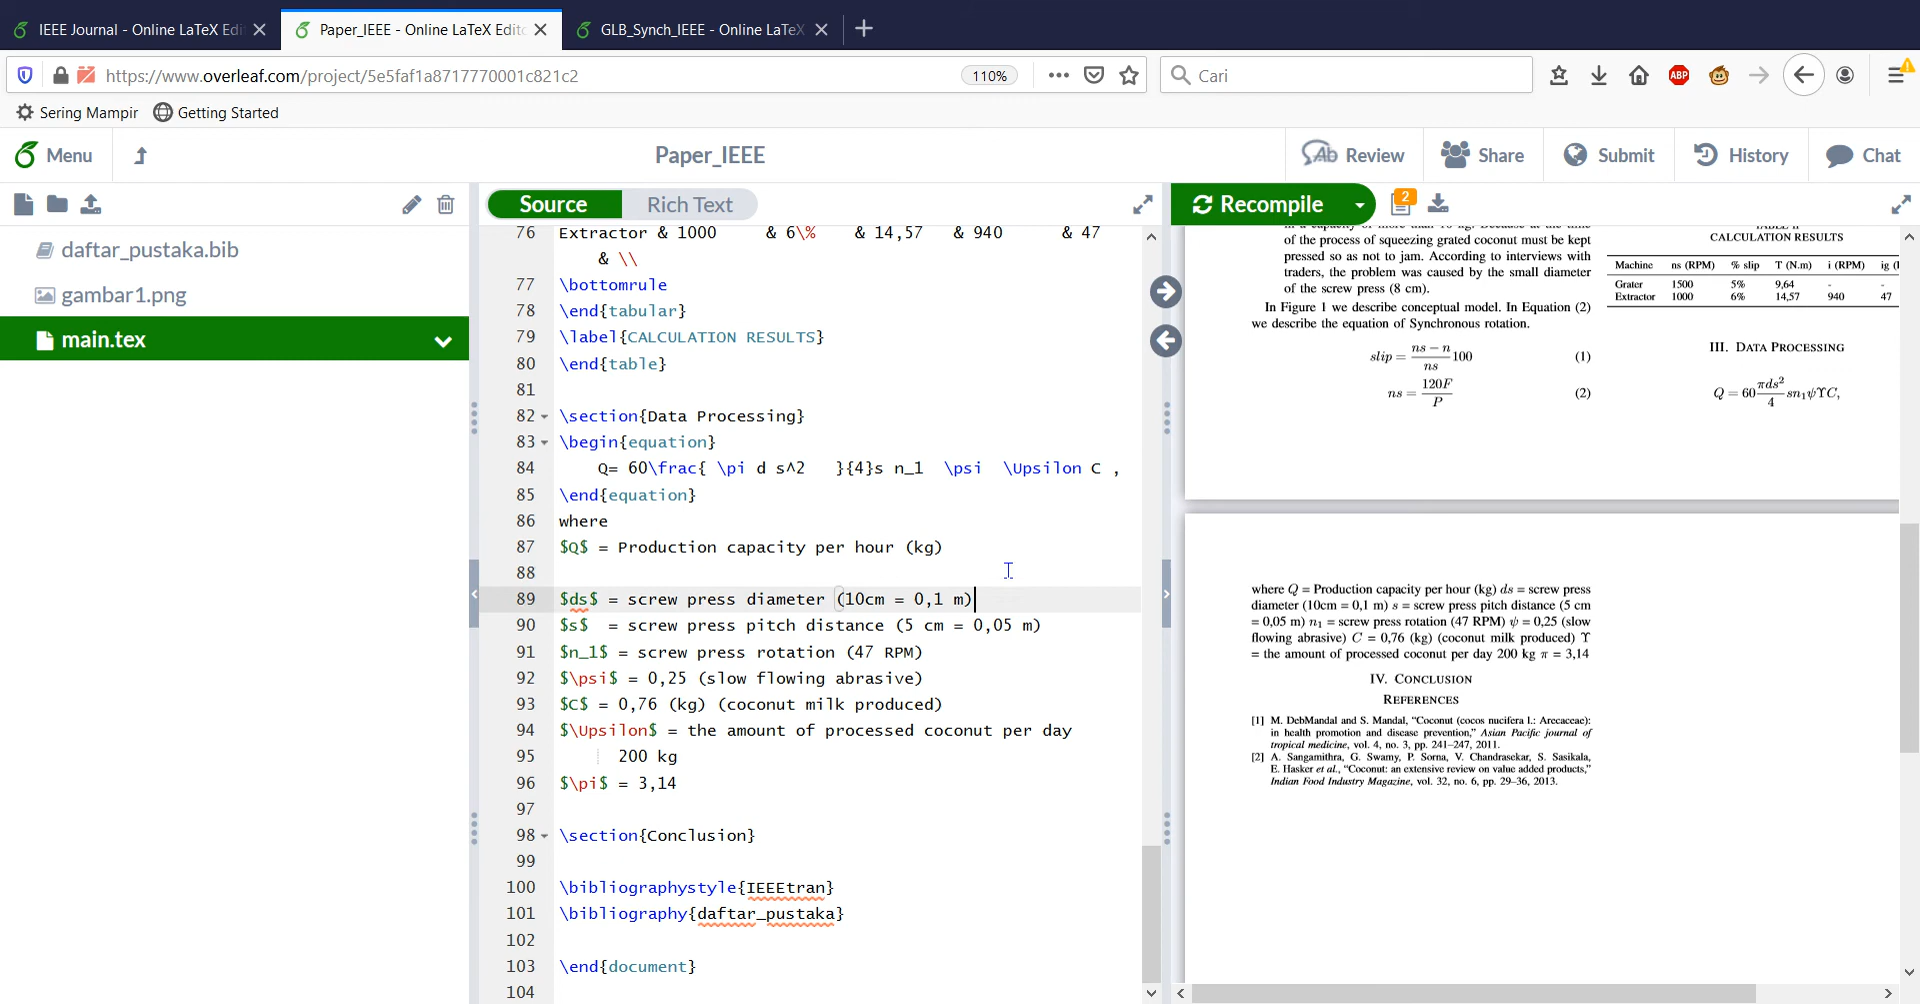 IEEE Journal - Online LaTeX Edi
Paper_IEEE - Online LaTeX Edito
GLB_Synch_IEEE - Online LaTeX
https://www.overleaf.com/project/5e5faf1a8717770001c821c2
110%
Cari
ABP
Sering Mampir
Getting Started
Menu
Paper_IEEE
Review
Share
Submit
History
Chat
Source
Rich Text
Recompile
2
daftar_pustaka.bib
gambar1.png
main.tex
76 Extractor & 1000 & 6\% & 14,57 & 940 & 47
& \\
77 \bottomrule
78 \end{tabular}
79 \label{CALCULATION RESULTS}
80 \end{table}
81
82 \section{Data Processing}
83 \begin{equation}
84 Q= 60\frac{ \pi d s^2 }{4}s n_1 \psi \Upsilon C ,
85 \end{equation}
86 where
87 $Q$ = Production capacity per hour (kg)
88
89 $ds$ = screw press diameter (10cm = 0,1 m)
90 $s$ = screw press pitch distance (5 cm = 0,05 m)
91 $n_1$ = screw press rotation (47 RPM)
92 $\psi$ = 0,25 (slow flowing abrasive)
93 $C$ = 0,76 (kg) (coconut milk produced)
94 $\Upsilon$ = the amount of processed coconut per day
95 200 kg
96 $\pi$ = 3,14
97
98 \section{Conclusion}
99
100 \bibliographystyle{IEEEtran}
101 \bibliography{daftar_pustaka}
102
103 \end{document}
104
of the process of squeezing grated coconut must be kept
pressed so as not to jam. According to interviews with
traders, the problem was caused by the small diameter
of the screw press (8 cm).
In Figure 1 we describe conceptual model. In Equation (2)
we describe the equation of Synchronous rotation.
slip = ns − n / ns 100 (1)
ns = 120F / P (2)
CALCULATION RESULTS
Machine ns (RPM) % slip T (N.m) i (RPM) ig (
Grater 1500 5% 9,64 - -
Extractor 1000 6% 14,57 940 47
III. DATA PROCESSING
Q = 60 πds² / 4 sn₁ψΥC,
where Q = Production capacity per hour (kg) ds = screw press
diameter (10cm = 0,1 m) s = screw press pitch distance (5 cm
= 0,05 m) n₁ = screw press rotation (47 RPM) ψ = 0,25 (slow
flowing abrasive) C = 0,76 (kg) (coconut milk produced) Υ
= the amount of processed coconut per day 200 kg π = 3,14
IV. CONCLUSION
REFERENCES
[1] M. DebMandal and S. Mandal, “Coconut (cocos nucifera l.: Arecaceae):
in health promotion and disease prevention,” Asian Pacific journal of
tropical medicine, vol. 4, no. 3, pp. 241–247, 2011.
[2] A. Sangamithra, G. Swamy, P. Sorna, V. Chandrasekar, S. Sasikala,
E. Hasker et al., “Coconut: an extensive review on value added products,”
Indian Food Industry Magazine, vol. 32, no. 6, pp. 29–36, 2013.